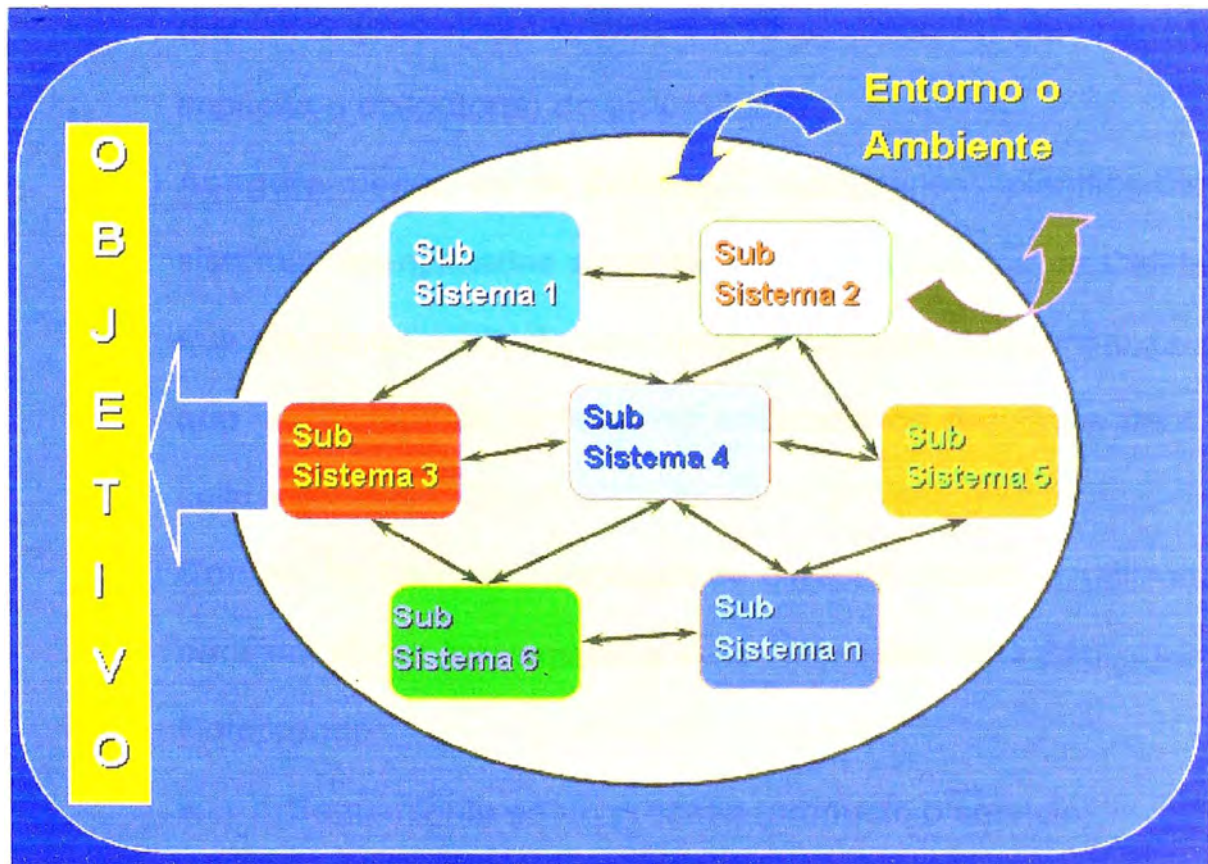 OBJETIVO
Entorno o
Ambiente
Sub
Sistema 1
Sub
Sistema 2
Sub
Sistema 3
Sub
Sistema 4
Sub
Sistema 5
Sub
Sistema 6
Sub
Sistema n